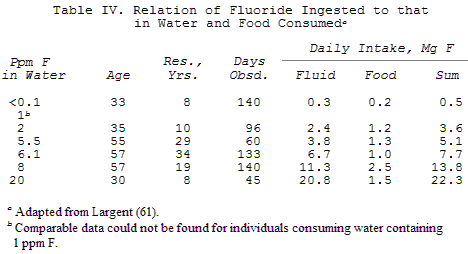 Table IV. Relation of Fluoride Ingested to that
in Water and Food Consumedᵃ
Daily Intake, Mg F
Ppm F Res., Days
in Water Age Yrs. Obsd. Fluid Food Sum
<0.1 33 8 140 0.3 0.2 0.5
1ᵇ
2 35 10 96 2.4 1.2 3.6
5.5 55 29 60 3.8 1.3 5.1
6.1 57 34 133 6.7 1.0 7.7
8 57 19 140 11.3 2.5 13.8
20 30 8 45 20.8 1.5 22.3
ᵃ Adapted from Largent (61).
ᵇ Comparable data could not be found for individuals consuming water containing
1 ppm F.